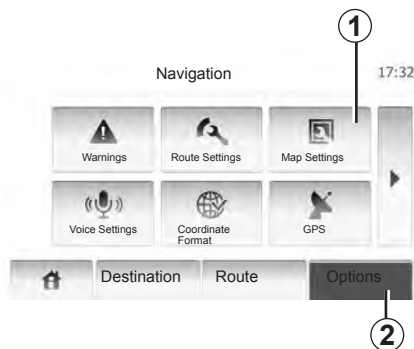 1
Navigation
17:32
Warnings
Route Settings
Map Settings
Voice Settings
Coordinate
Format
GPS
Destination
Route
Options
2